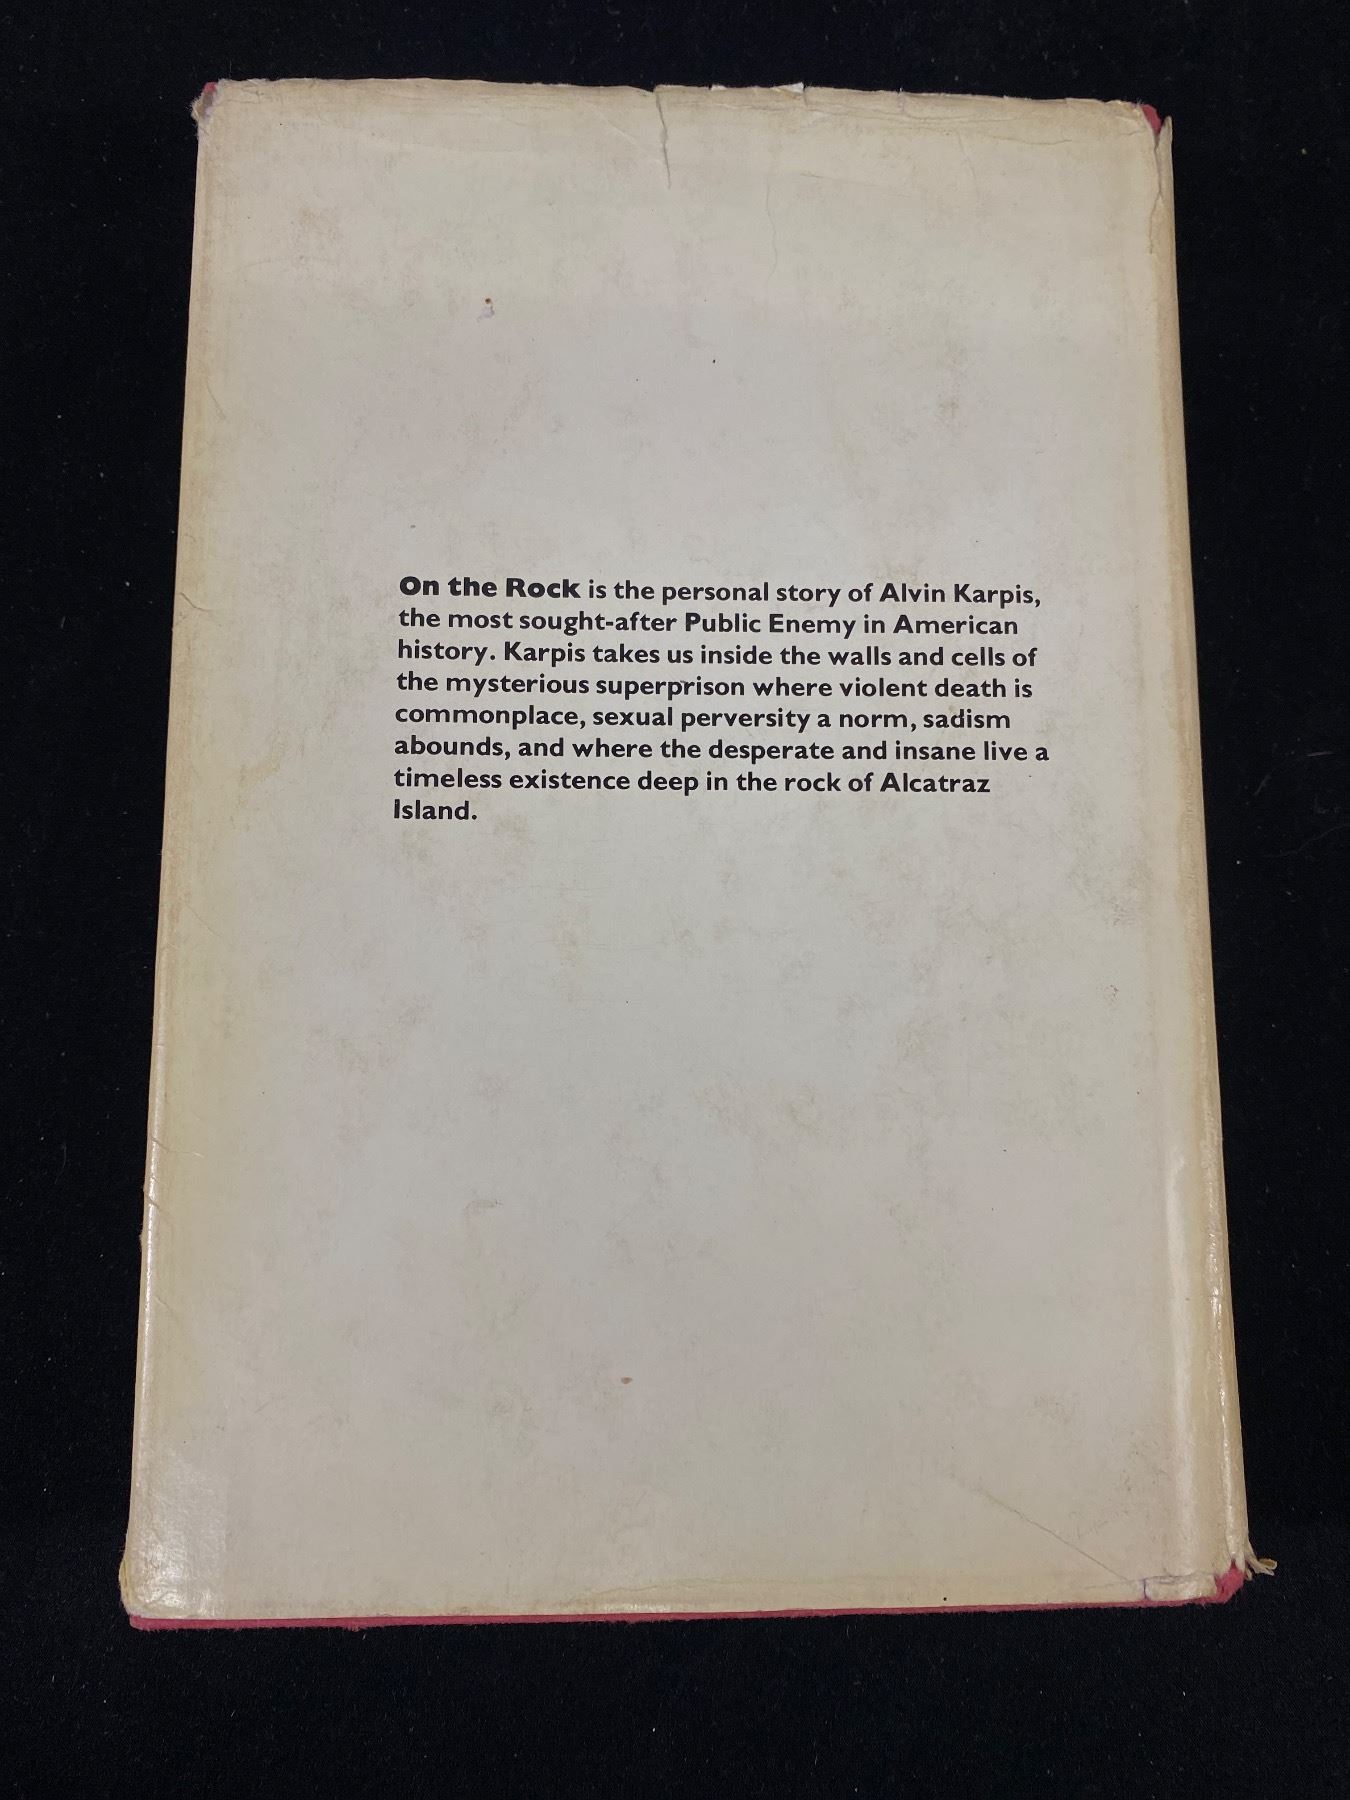 On the Rock is the personal story of Alvin Karpis,
the most sought-after Public Enemy in American
history. Karpis takes us inside the walls and cells of
the mysterious superprison where violent death is
commonplace, sexual perversity a norm, sadism
abounds, and where the desperate and insane live a
timeless existence deep in the rock of Alcatraz
Island.